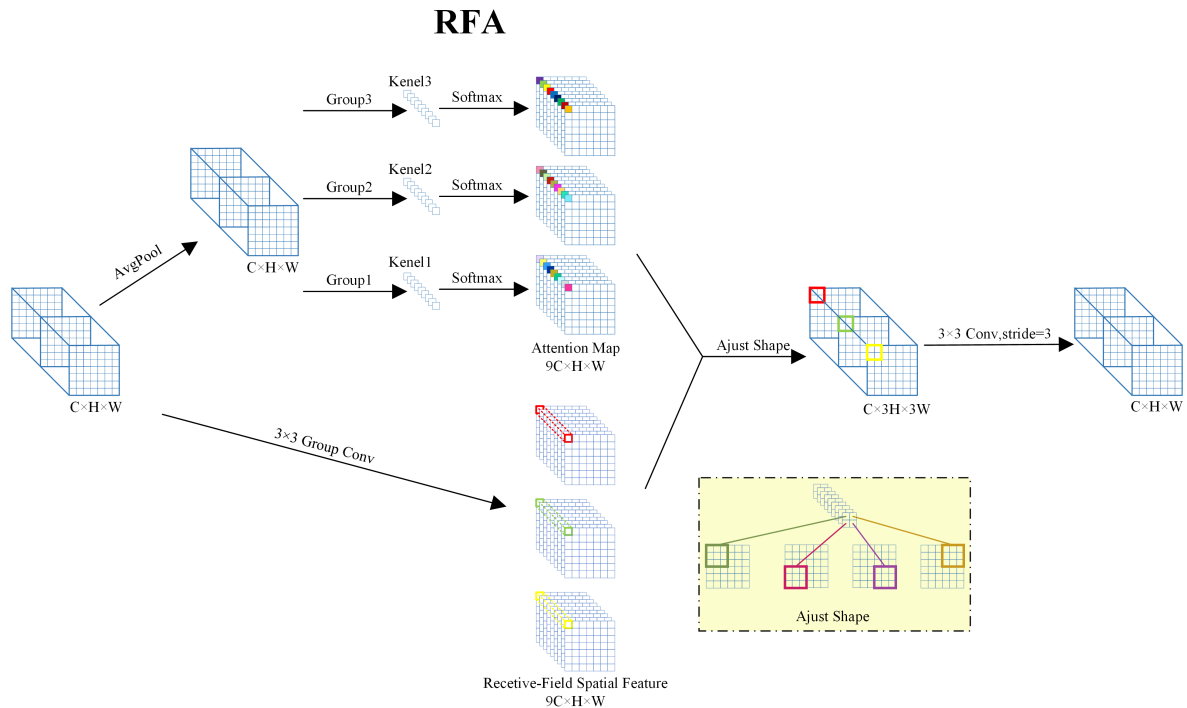 RFA
Kenel3
Group3
Softmax
Kenel2
Group2
Softmax
C×H×W
AvgPool
Kenel1
Group1
Softmax
Attention Map
9C×H×W
C×H×W
3×3 Group Conv
Recetive-Field Spatial Feature
9C×H×W
Ajust Shape
C×3H×3W
3×3 Conv,stride=3
C×H×W
Ajust Shape